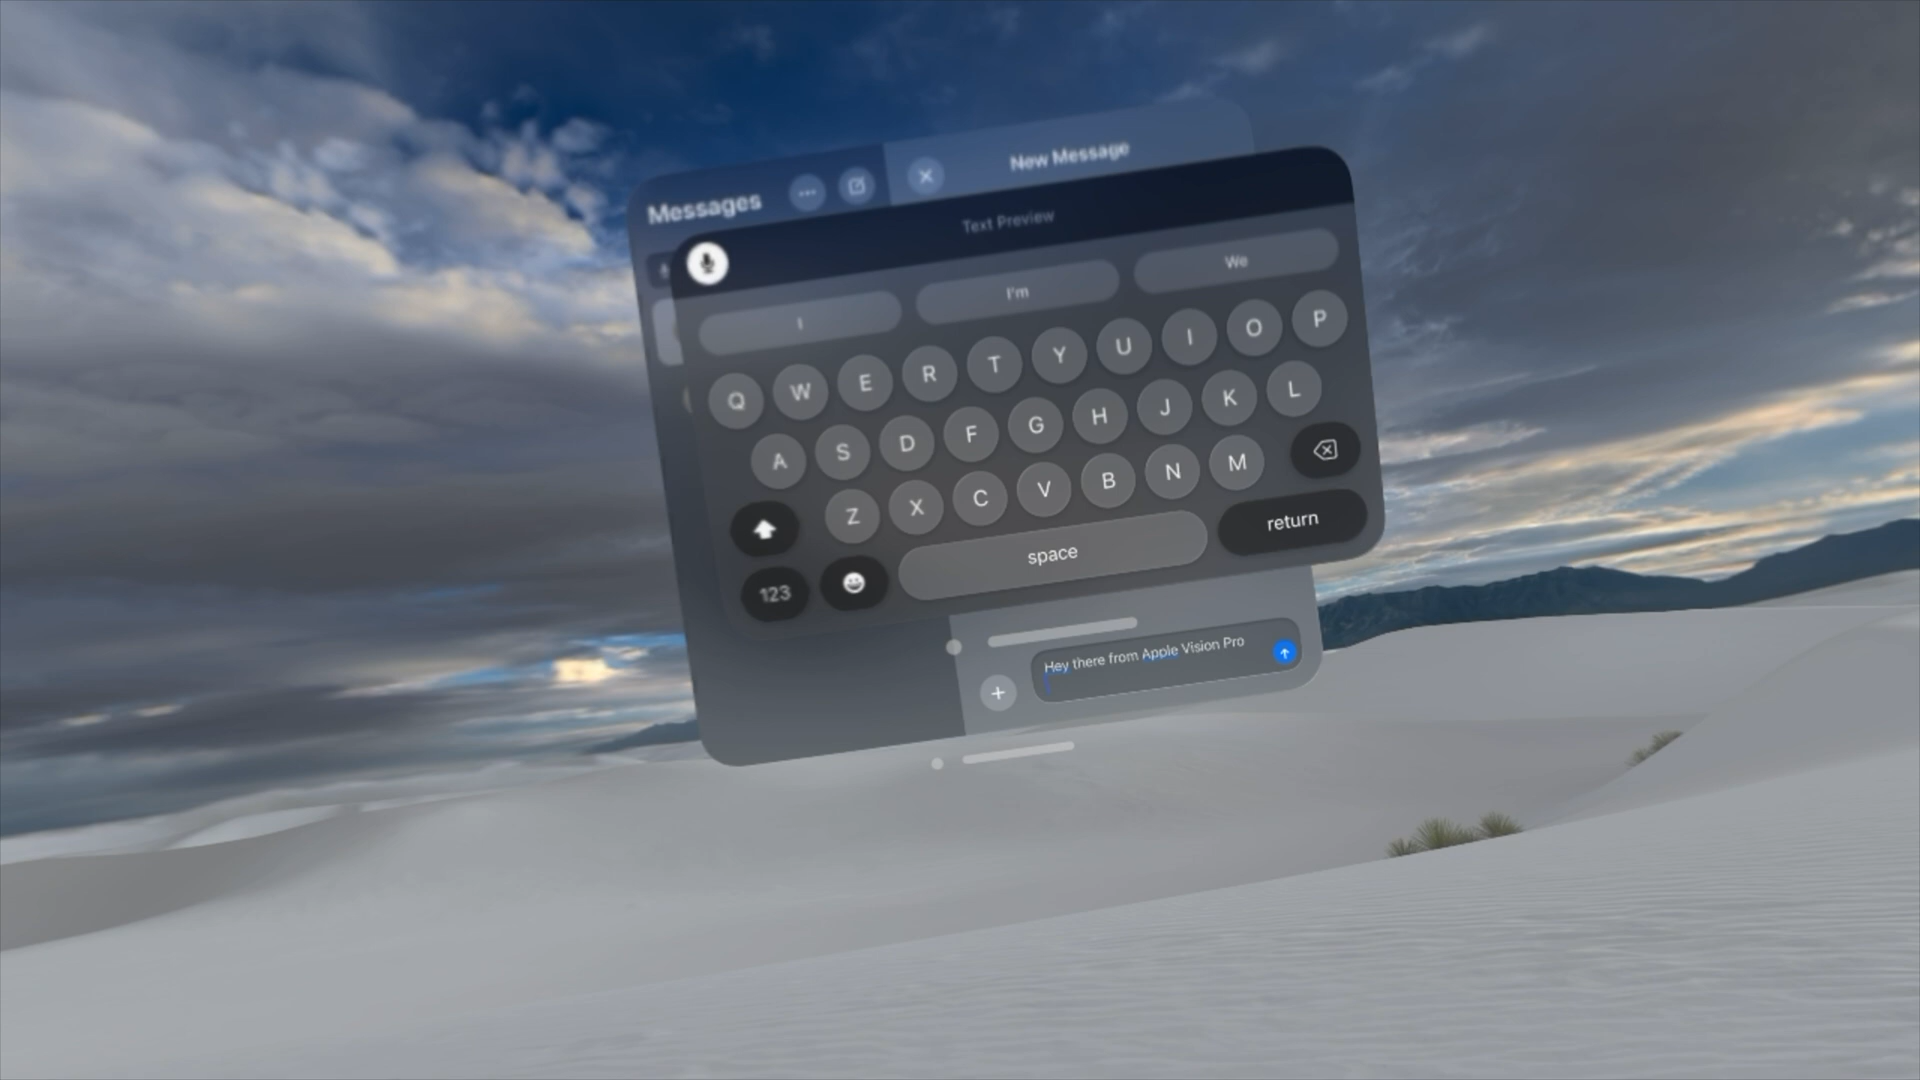 Messages
New Message
Text Preview
I
I'm
We
Q W E R T Y U I O P
A S D F G H J K L
Z X C V B N M
123
space
return
Hey there from Apple Vision Pro